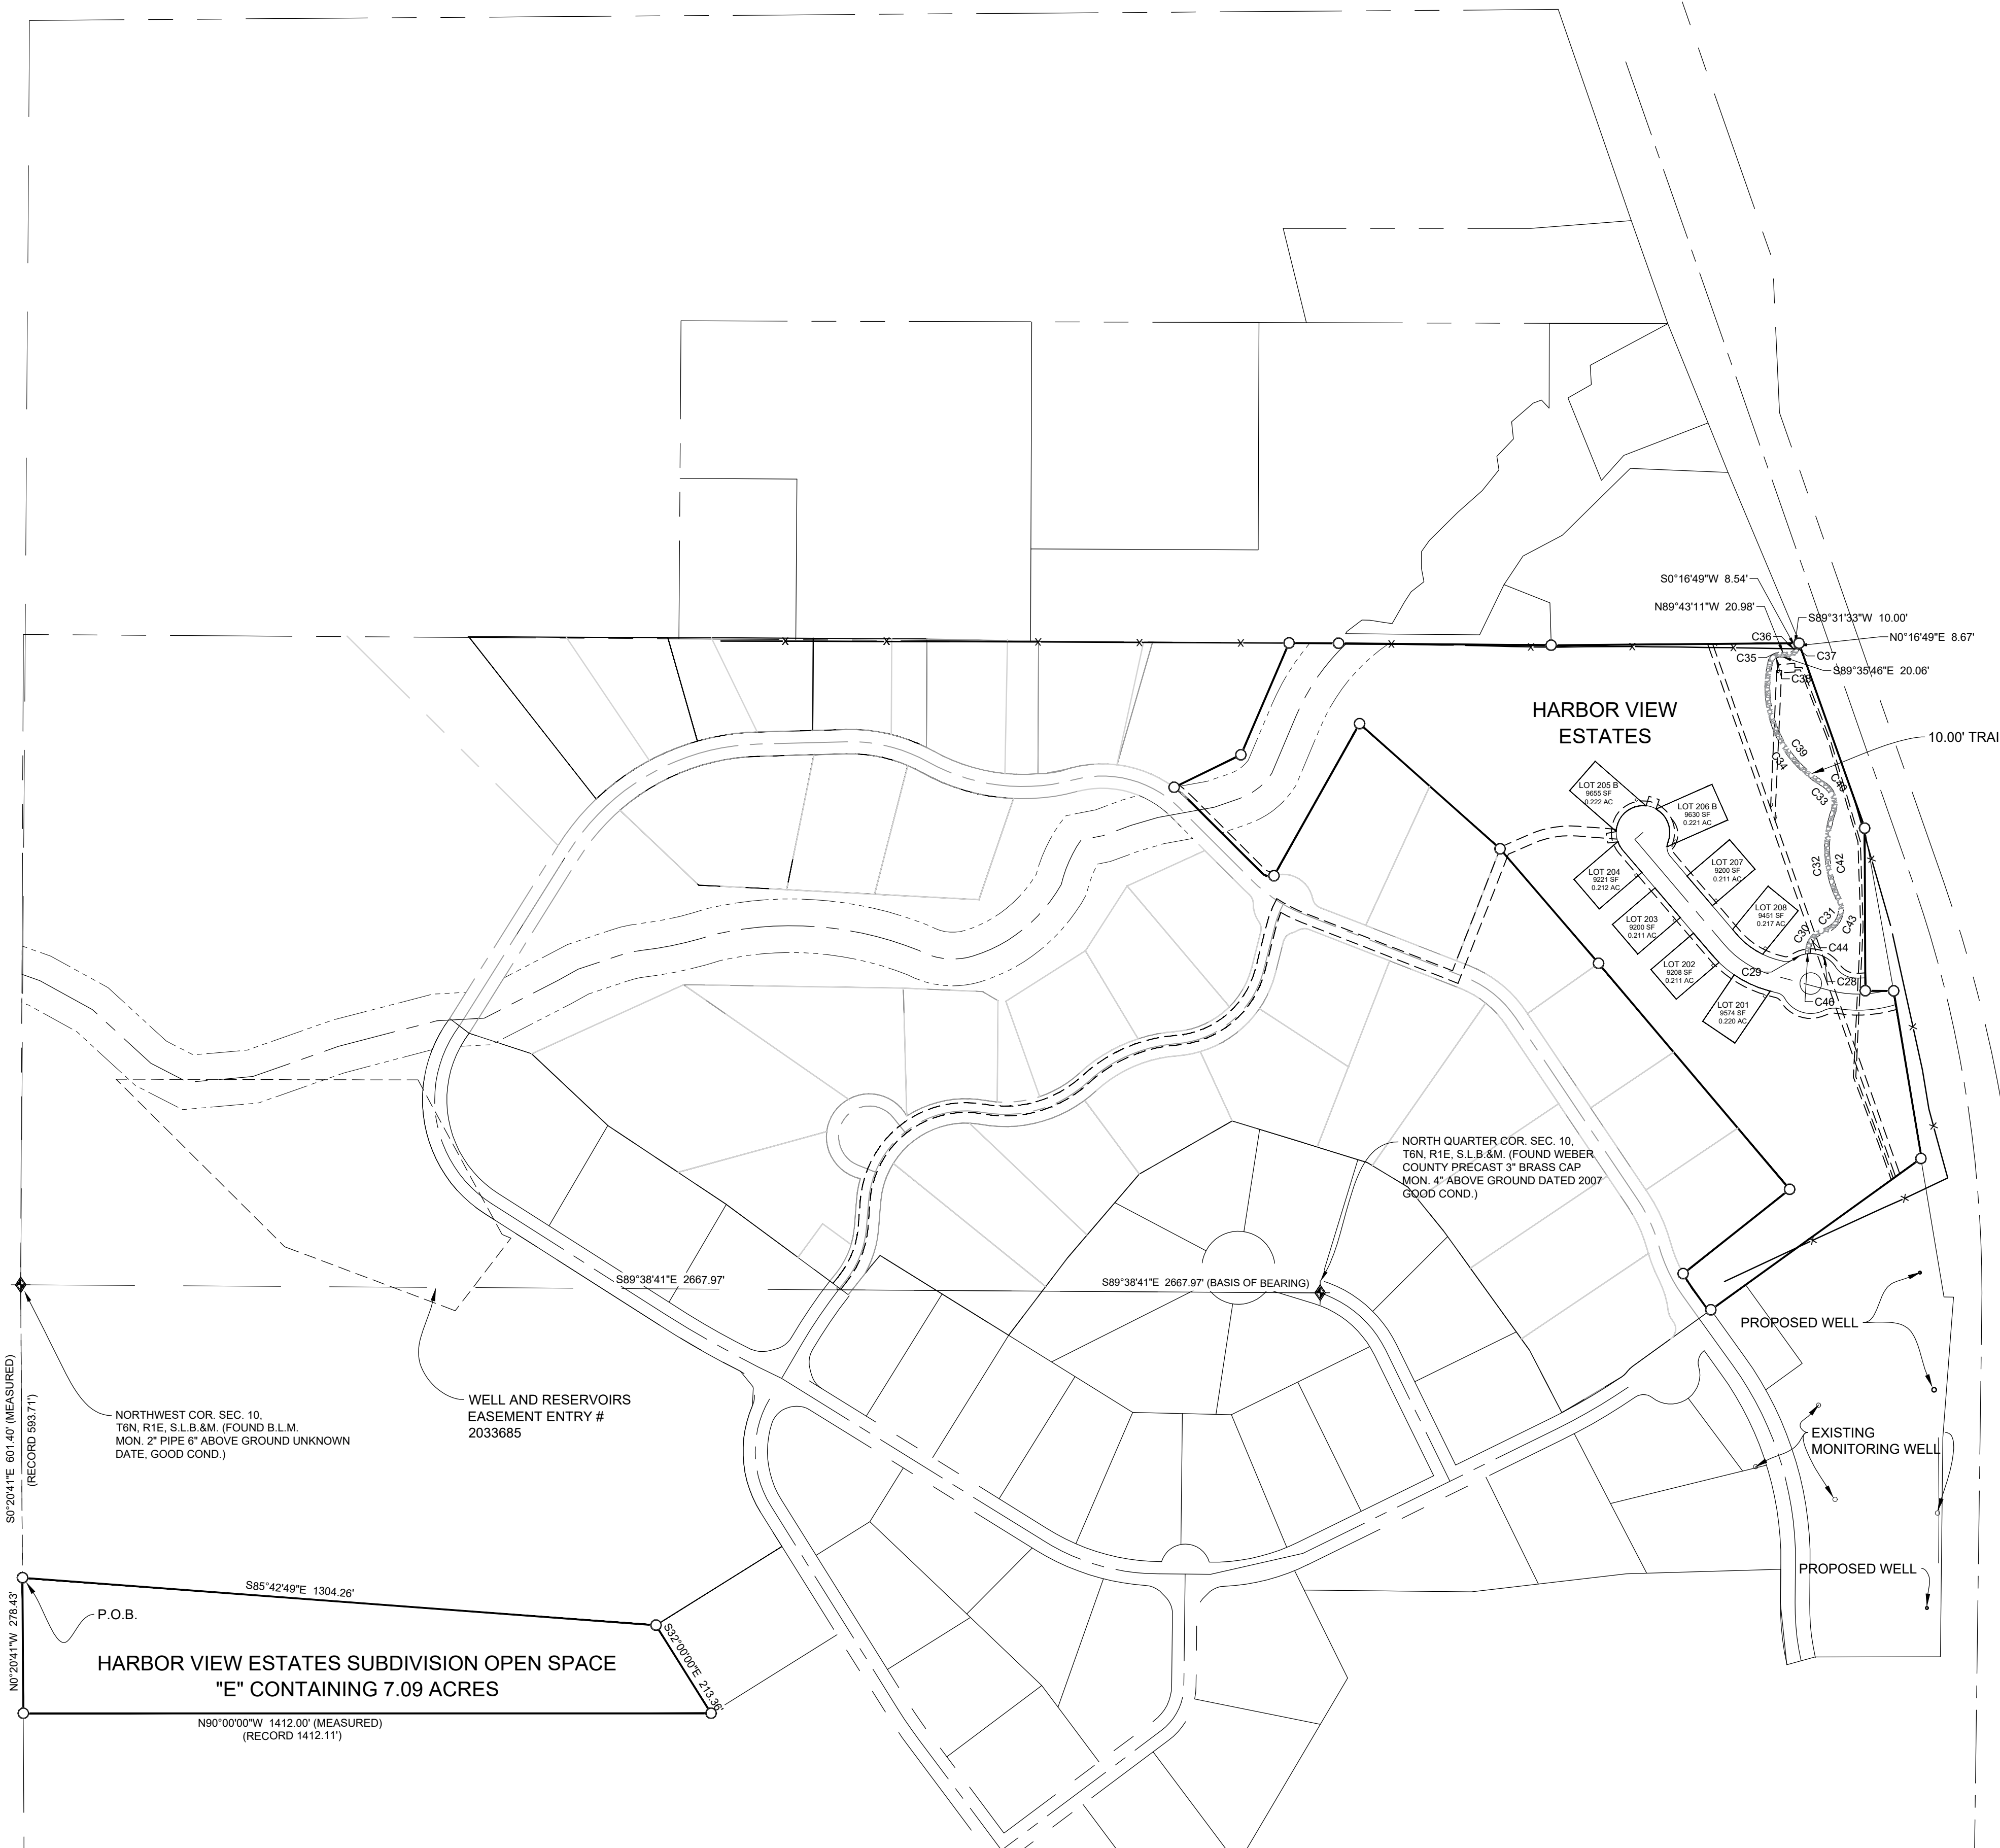 S0°16'49"W 8.54'
N89°43'11"W 20.98'
S89°31'33"W 10.00'
C36
N0°16'49"E 8.67'
C35
C37
S89°35'46"E 20.06'
C38
HARBOR VIEW
ESTATES
10.00' TRAI
C39
C34
C40
C33
LOT 205 B
9655 SF
0.222 AC
LOT 206 B
9630 SF
0.221 AC
LOT 207
9200 SF
0.211 AC
C32
C42
LOT 204
9221 SF
0.212 AC
LOT 208
9451 SF
0.217 AC
C31
C43
LOT 203
9200 SF
0.211 AC
C30
C44
LOT 202
9208 SF
0.211 AC
C29
C28
C46
LOT 201
9574 SF
0.220 AC
NORTH QUARTER COR. SEC. 10,
T6N, R1E, S.L.B.&M. (FOUND WEBER
COUNTY PRECAST 3" BRASS CAP
MON. 4" ABOVE GROUND DATED 2007
GOOD COND.)
S89°38'41"E 2667.97'
S89°38'41"E 2667.97' (BASIS OF BEARING)
PROPOSED WELL
S0°20'41"E 601.40' (MEASURED)
(RECORD 593.71')
NORTHWEST COR. SEC. 10,
T6N, R1E, S.L.B.&M. (FOUND B.L.M.
MON. 2" PIPE 6" ABOVE GROUND UNKNOWN
DATE, GOOD COND.)
WELL AND RESERVOIRS
EASEMENT ENTRY #
2033685
EXISTING
MONITORING WELL
PROPOSED WELL
S85°42'49"E 1304.26'
P.O.B.
N0°20'41"W 278.43'
S32°00'00"E 213.36'
HARBOR VIEW ESTATES SUBDIVISION OPEN SPACE
"E" CONTAINING 7.09 ACRES
N90°00'00"W 1412.00' (MEASURED)
(RECORD 1412.11')